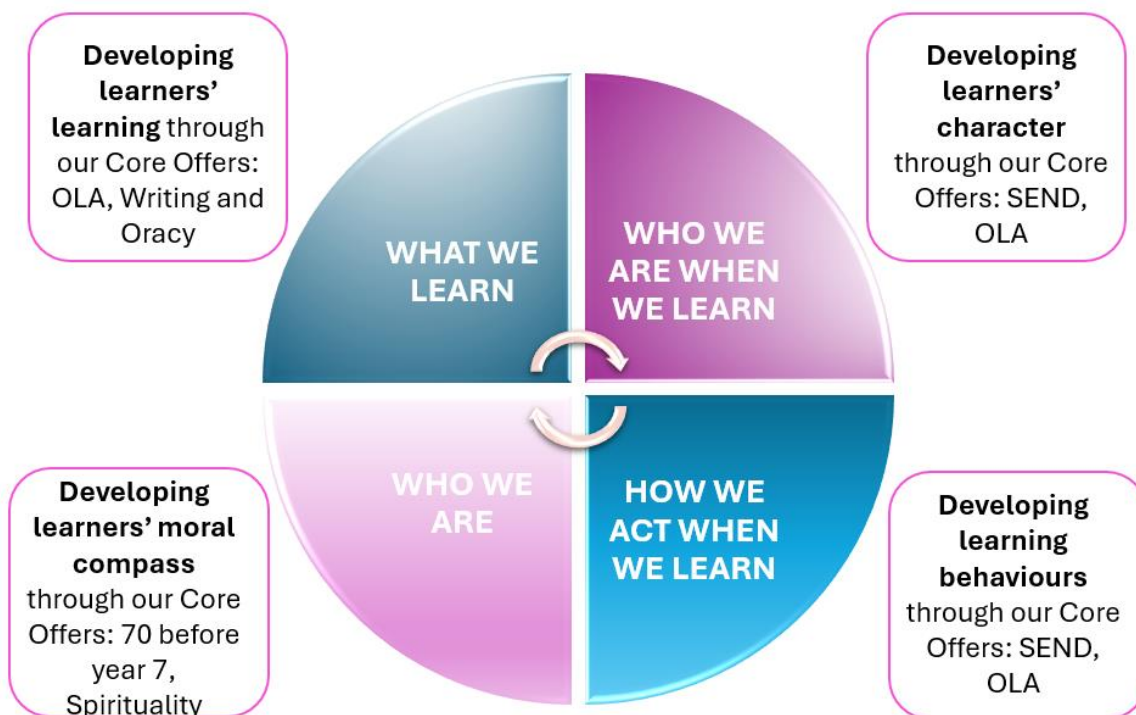 Developing
learners’
learning through
our Core Offers:
OLA, Writing and
Oracy
WHAT WE
LEARN
WHO WE
ARE WHEN
WE LEARN
Developing
learners’
character
through our Core
Offers: SEND,
OLA
Developing
learners’ moral
compass
through our Core
Offers: 70 before
year 7,
Spirituality
WHO WE
ARE
HOW WE
ACT WHEN
WE LEARN
Developing
learning
behaviours
through our Core
Offers: SEND,
OLA